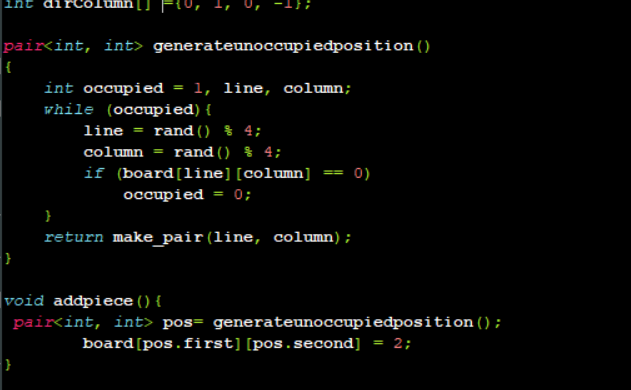 int dirColumn[] ={0, 1, 0, -1};
pair<int, int> generateunoccupiedposition()
{
int occupied = 1, line, column;
while (occupied){
line = rand() % 4;
column = rand() % 4;
if (board[line][column] == 0)
occupied = 0;
}
return make_pair(line, column);
}
void addpiece(){
pair<int, int> pos= generateunoccupiedposition();
board[pos.first][pos.second] = 2;
}